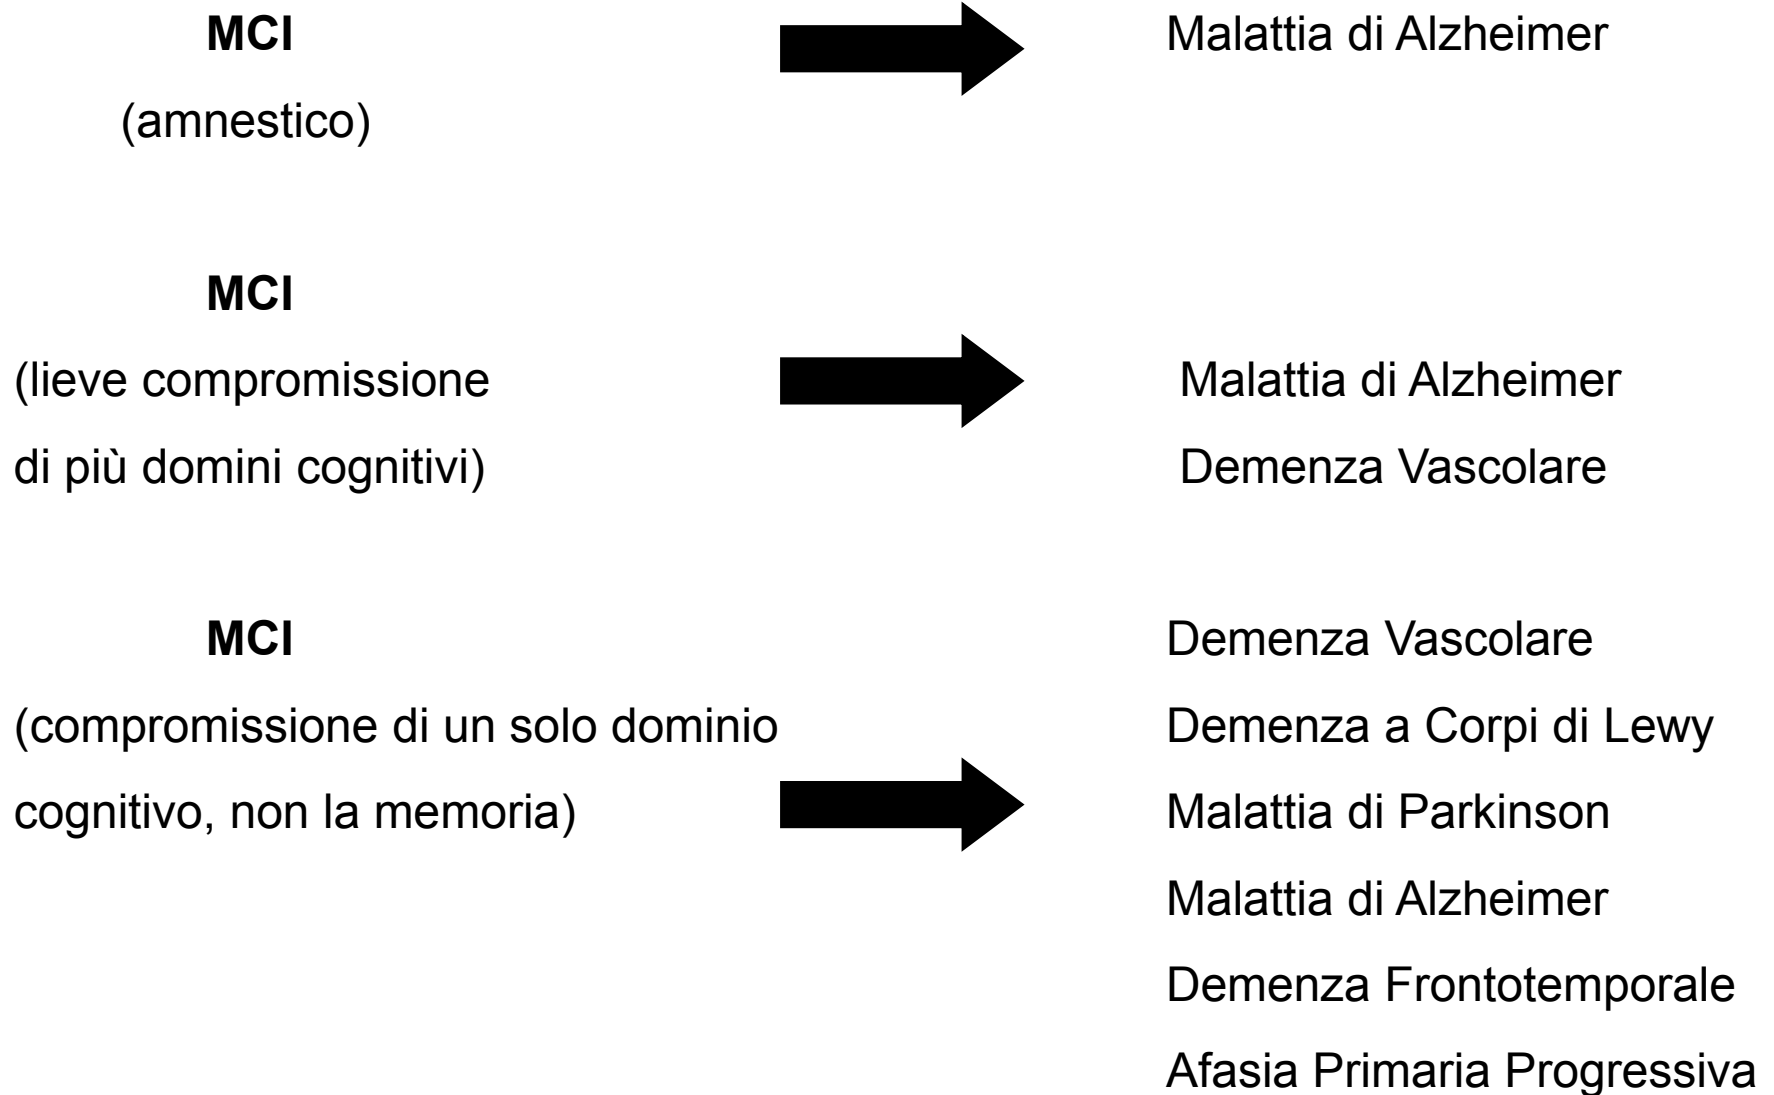 MCI
Malattia di Alzheimer
(amnestico)
MCI
(lieve compromissione
Malattia di Alzheimer
di più domini cognitivi)
Demenza Vascolare
MCI
Demenza Vascolare
(compromissione di un solo dominio
Demenza a Corpi di Lewy
cognitivo, non la memoria)
Malattia di Parkinson
Malattia di Alzheimer
Demenza Frontotemporale
Afasia Primaria Progressiva